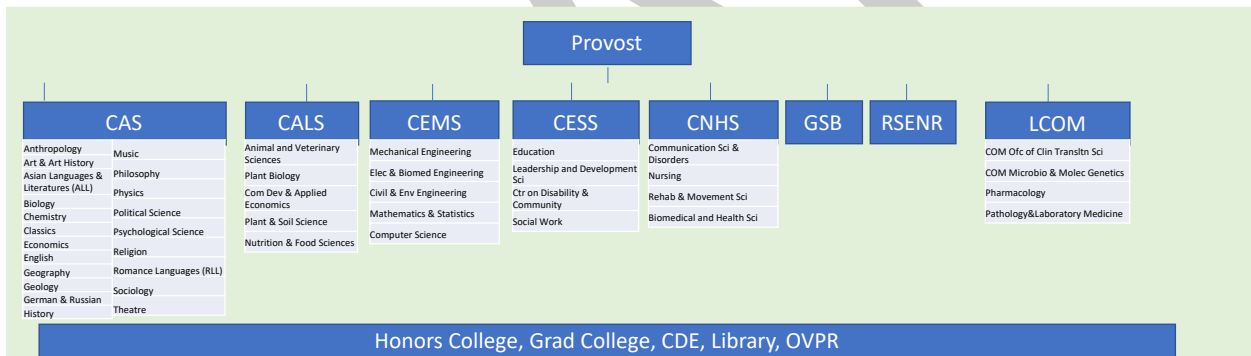 Provost
CAS
Anthropology
Art & Art History
Asian Languages &
Literatures (ALL)
Biology
Chemistry
Classics
Economics
English
Geography
Geology
German & Russian
History
Music
Philosophy
Physics
Political Science
Psychological Science
Religion
Romance Languages (RLL)
Sociology
Theatre
CALS
Animal and Veterinary
Sciences
Plant Biology
Com Dev & Applied
Economics
Plant & Soil Science
Nutrition & Food Sciences
CEMS
Mechanical Engineering
Elec & Biomed Engineering
Civil & Env Engineering
Mathematics & Statistics
Computer Science
CESS
Education
Leadership and Development
Sci
Ctr on Disability &
Community
Social Work
CNHS
Communication Sci &
Disorders
Nursing
Rehab & Movement Sci
Biomedical and Health Sci
GSB
RSENR
LCOM
COM Ofc of Clin Transltn Sci
COM Microbio & Molec Genetics
Pharmacology
Pathology&Laboratory Medicine
Honors College, Grad College, CDE, Library, OVPR